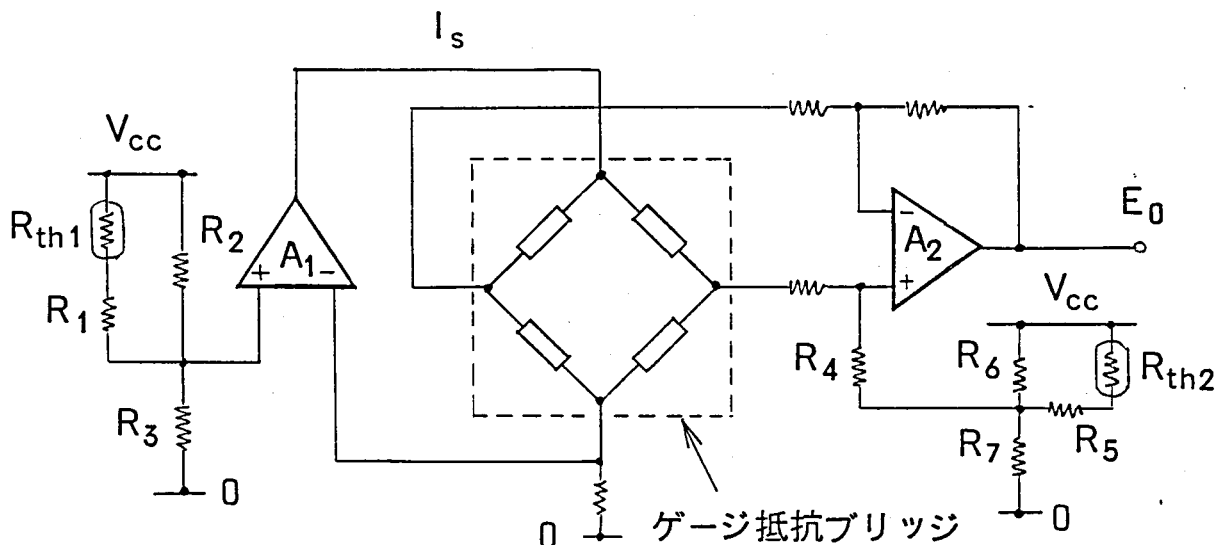 I_s
V_cc
R_th1
R_2
R_1
R_3
0
+ A_1 −
−
A_2
+
E_0
V_cc
R_4
R_6
R_th2
R_7
R_5
0
0
ゲージ抵抗ブリッジ